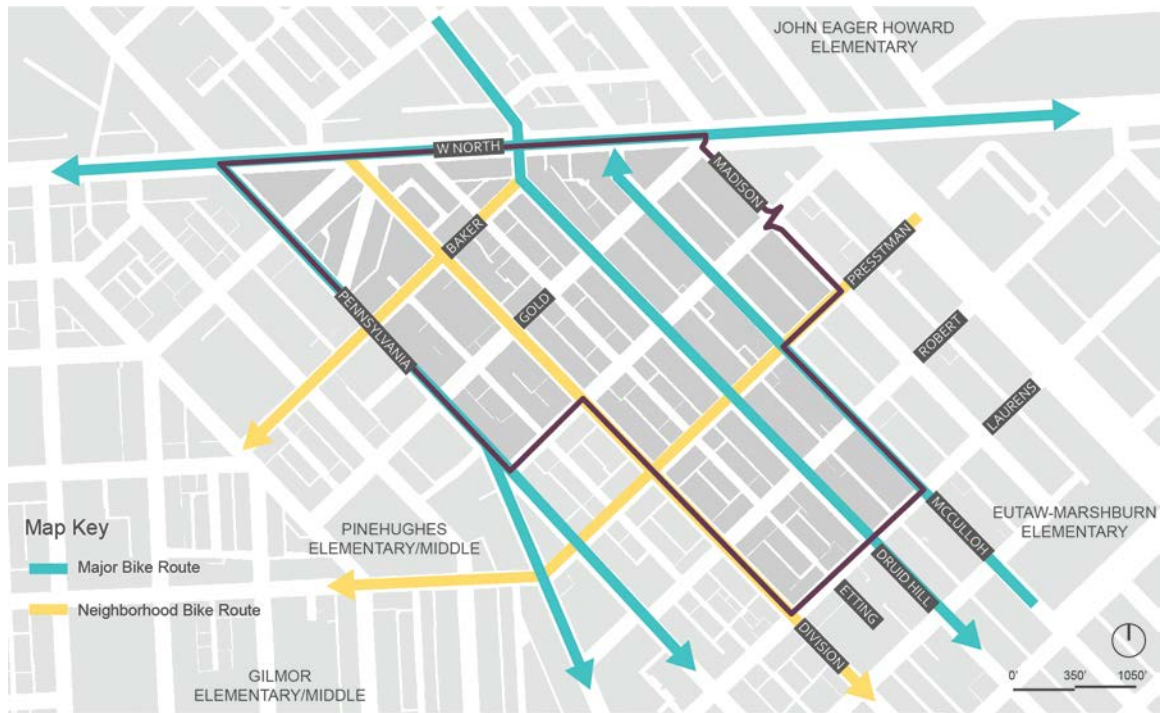 JOHN EAGER HOWARD
ELEMENTARY
W NORTH
MADISON
BAKER
PRESSTMAN
GOLD
PENNSYLVANIA
ROBERT
LAURENS
EUTAW-MARSHBURN
ELEMENTARY
MCCULLOH
DRUID HILL
ETTING
DIVISION
PINEHUGHES
ELEMENTARY/MIDDLE
Map Key
Major Bike Route
Neighborhood Bike Route
GILMOR
ELEMENTARY/MIDDLE
0' 350' 1050'